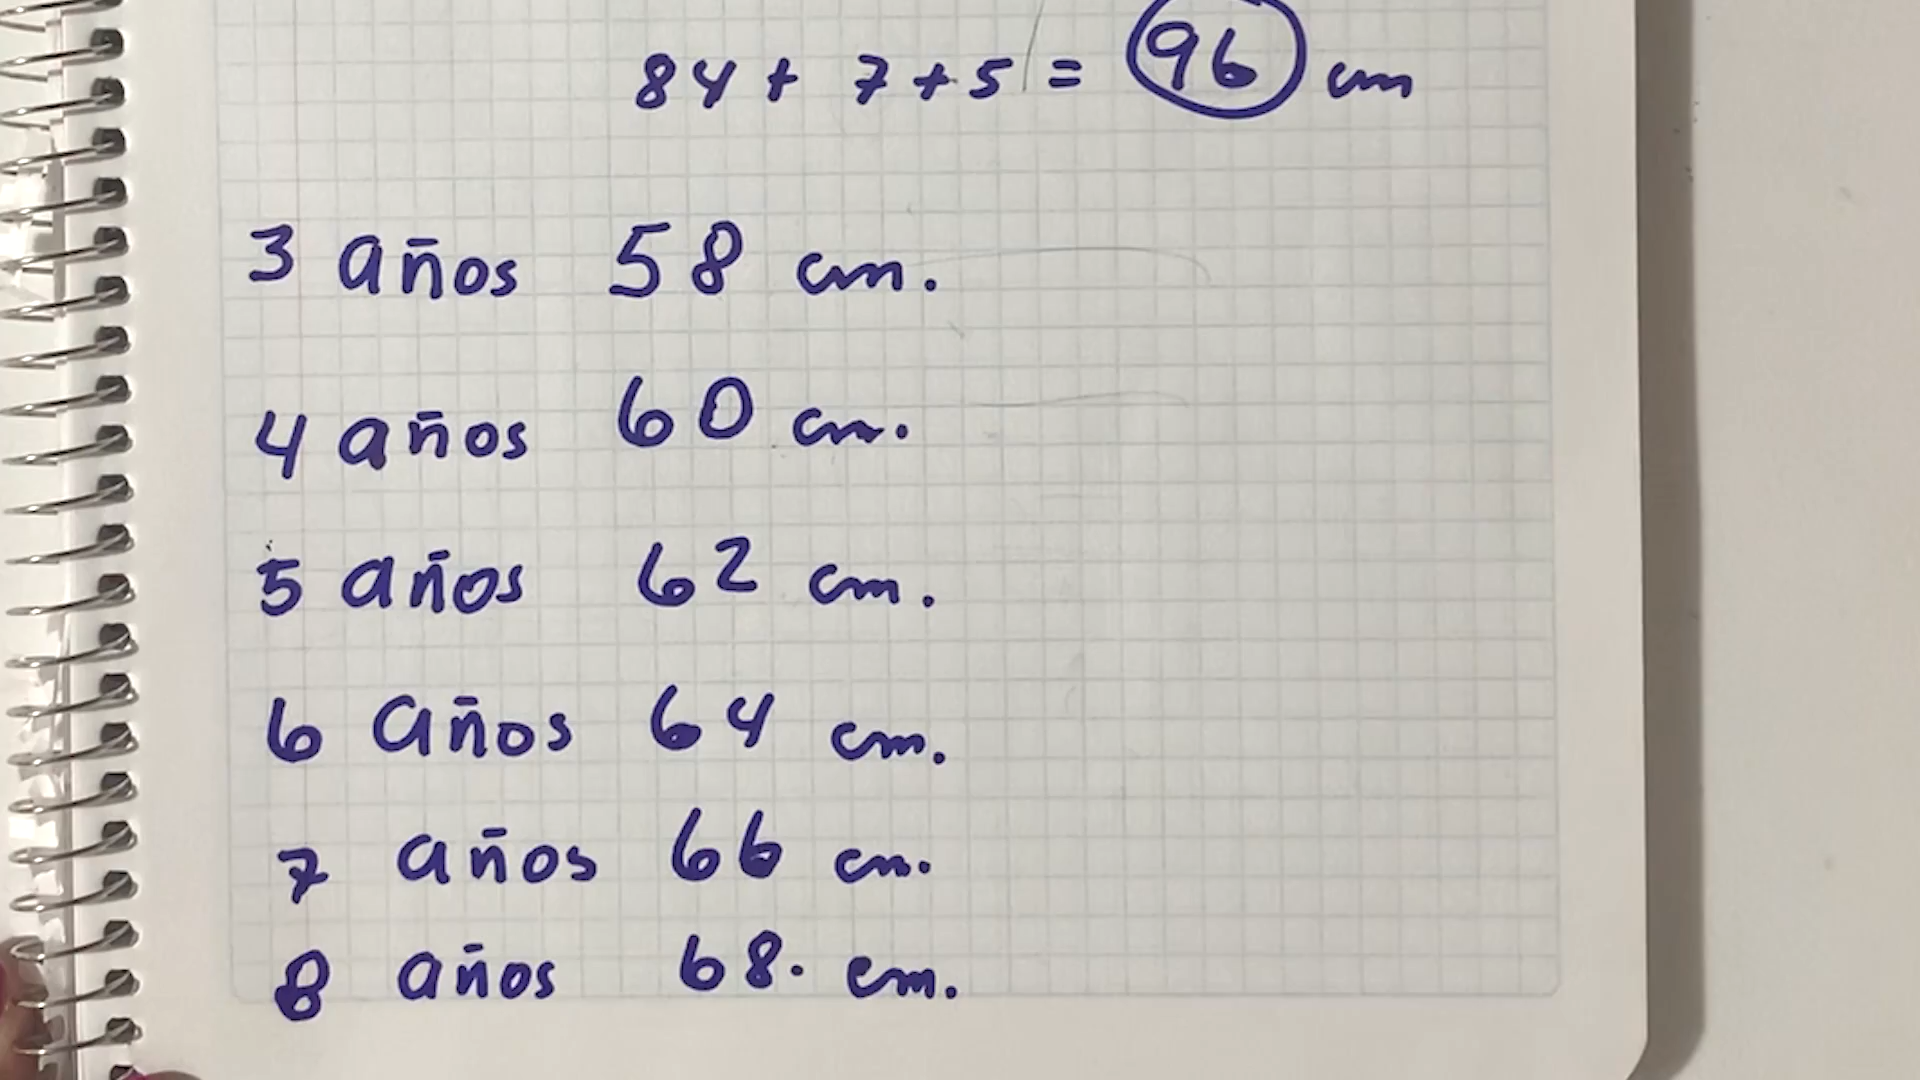 84 + 7 + 5 = 96 cm
3 años 58 cm.
4 años 60 cm.
5 años 62 cm.
6 años 64 cm.
7 años 66 cm.
8 años 68. cm.